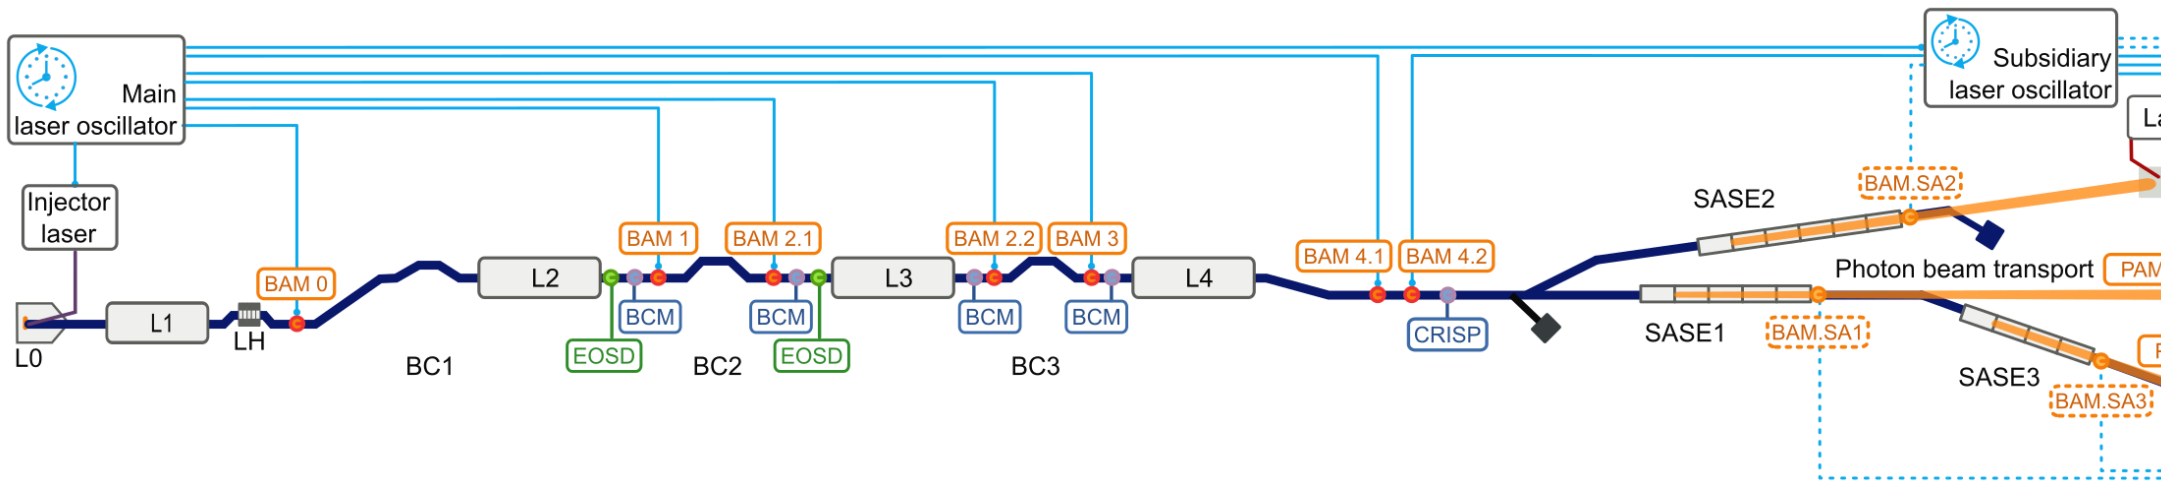 Main
laser oscillator
Subsidiary
laser oscillator
La
Injector
laser
BAM 0
BAM 1
BAM 2.1
BAM 2.2
BAM 3
BAM 4.1
BAM 4.2
SASE2
BAM.SA2
Photon beam transport
PAM
L0
L1
LH
BC1
L2
BCM
EOSD
BC2
BCM
EOSD
L3
BCM
BC3
BCM
L4
CRISP
SASE1
BAM.SA1
SASE3
BAM.SA3